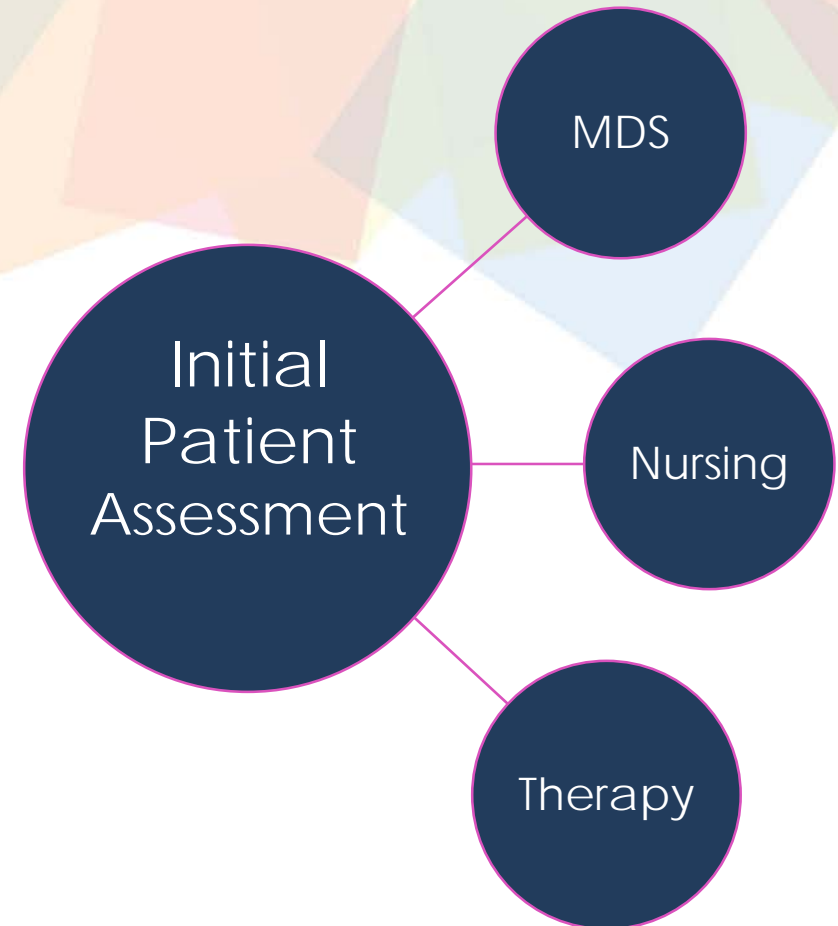 MDS
Initial
Patient
Assessment
Nursing
Therapy